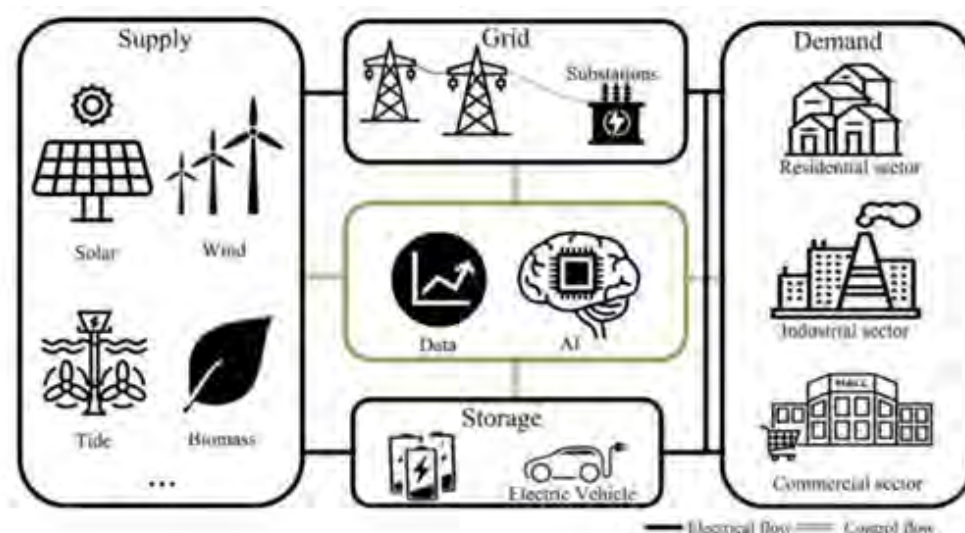 Supply
Solar
Wind
Tide
Biomass
...
Grid
Substations
Data
AI
Storage
Electric Vehicle
Demand
Residential sector
Industrial sector
MALL
Commercial sector
Electrical flow
Control flow